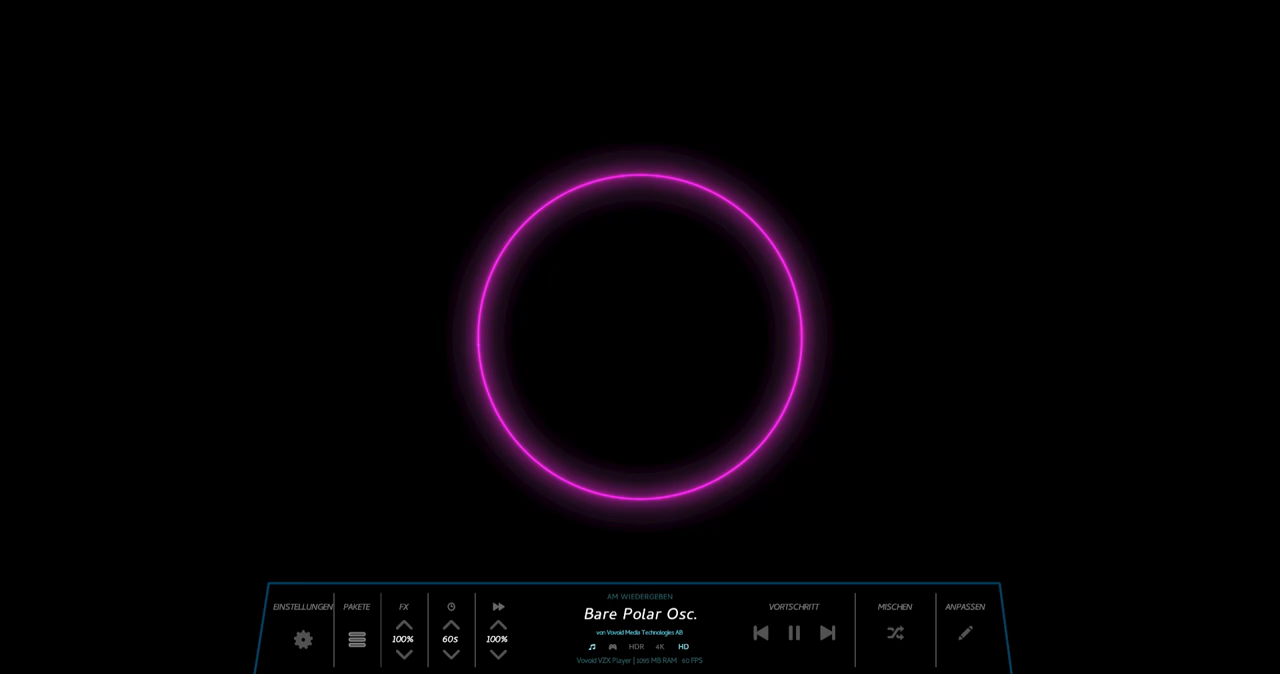 EINSTELLUNGEN
PAKETE
FX
100%
60s
100%
AM WIEDERGEBEN
Bare Polar Osc.
von Vovoid Media Technologies AB
HDR 4K HD
Vovoid VZX Player | 1095 MB RAM 60 FPS
VORTSCHRITT
MISCHEN
ANPASSEN